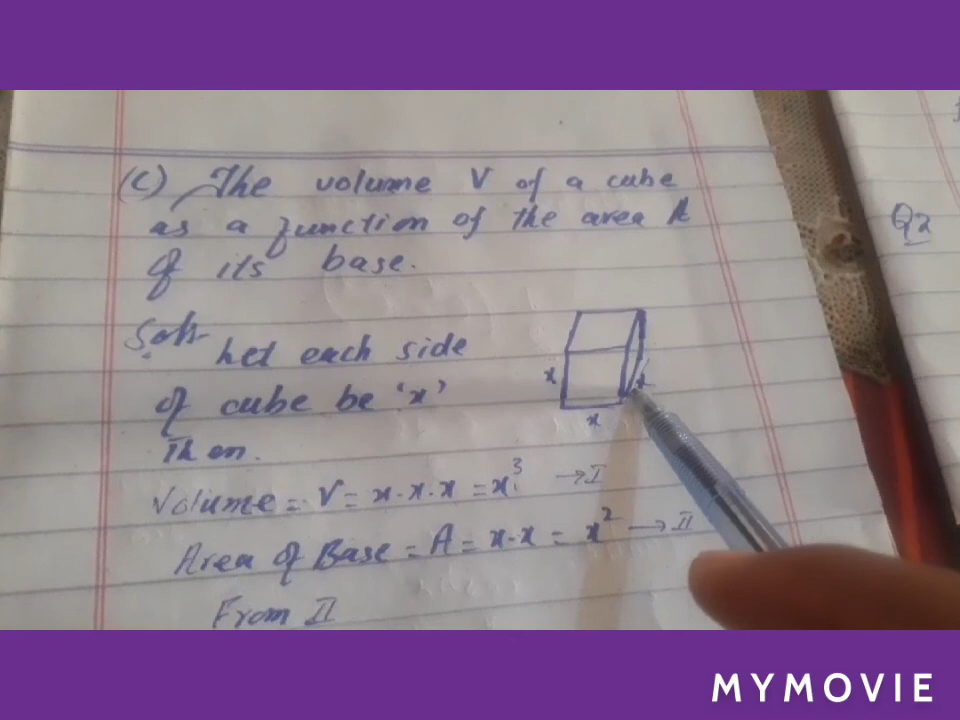 (C) The volume V of a cube
as a function of the area A
of its base.
Q2
Soln
Let each side
of cube be 'x'
Then.
x
x
x
Volume = V = x·x·x = x³ → I
Area of Base = A = x·x = x² → II
From II
MYMOVIE